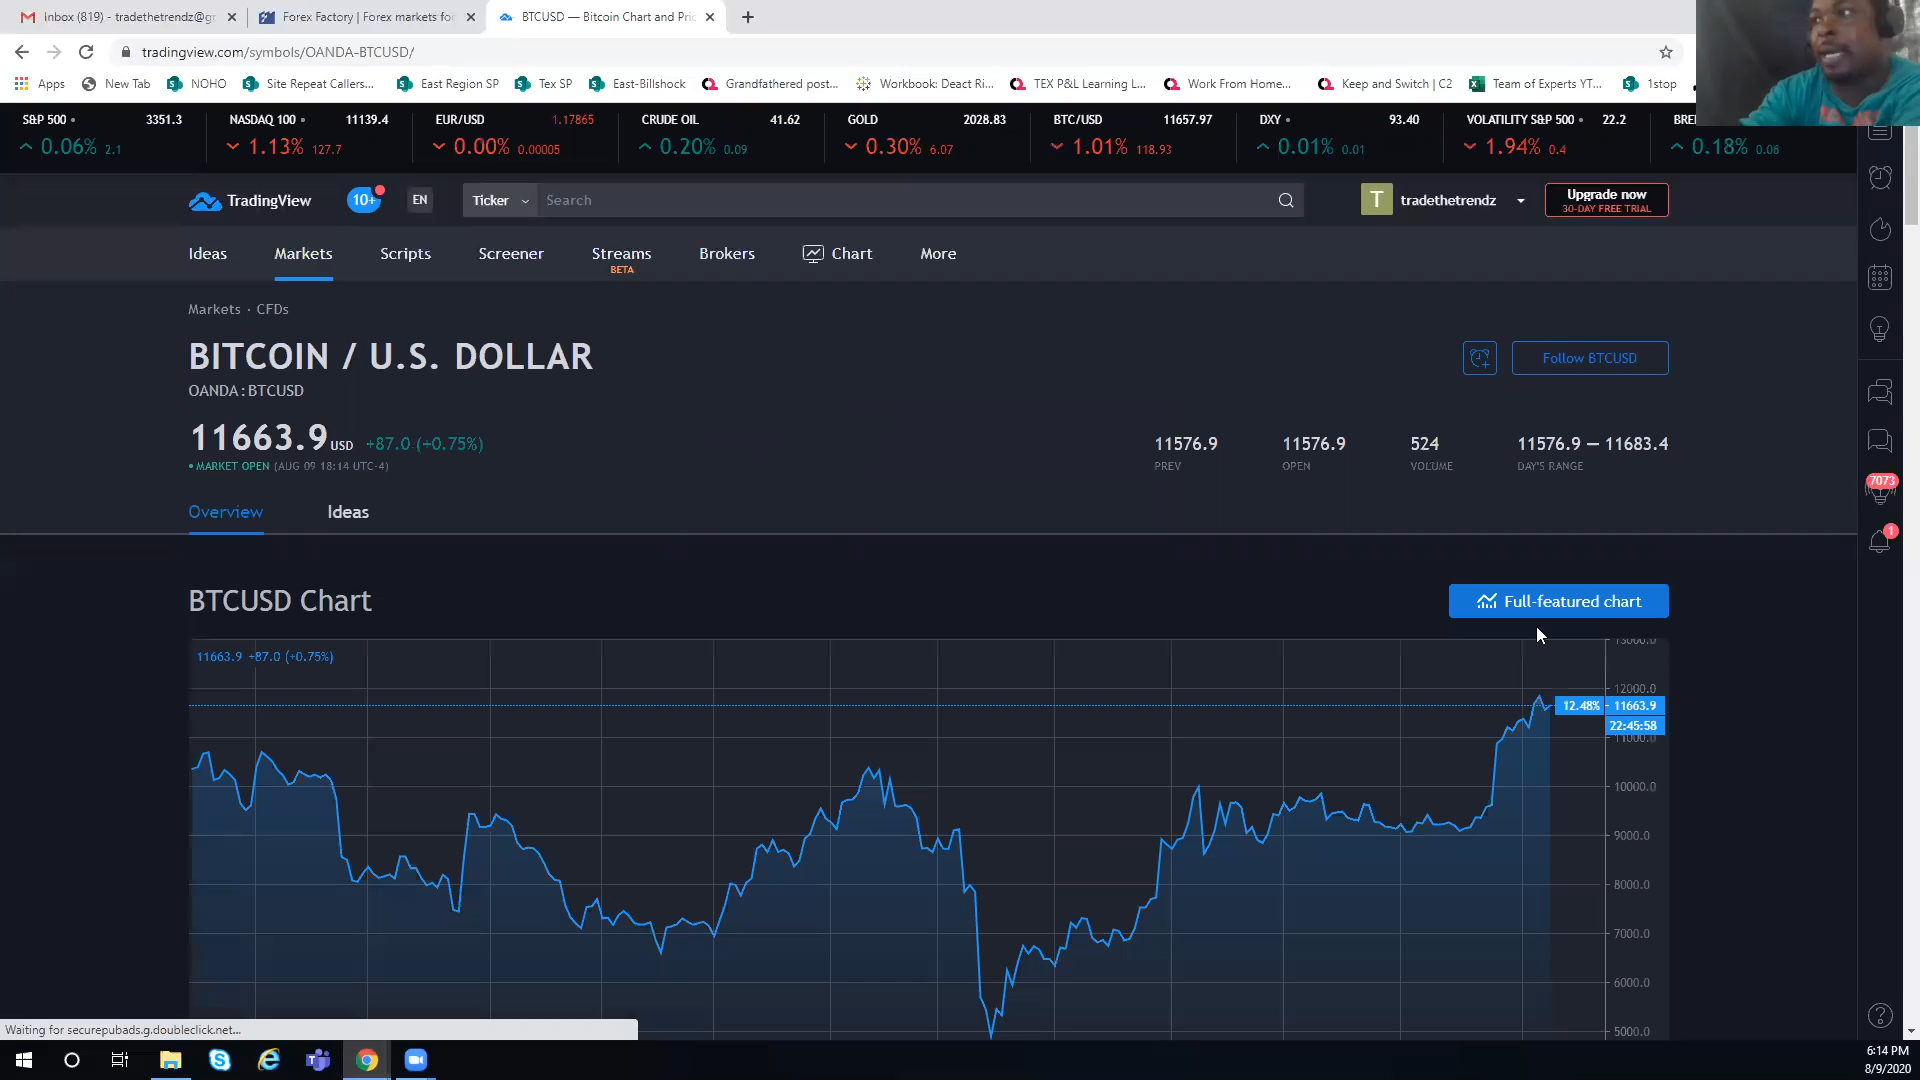 Inbox (819) - tradethetrendz@gr
Forex Factory | Forex markets for
BTCUSD — Bitcoin Chart and Pric
tradingview.com/symbols/OANDA-BTCUSD/
Apps
New Tab
NOHO
Site Repeat Callers...
East Region SP
Tex SP
East-Billshock
Grandfathered post...
Workbook: Deact Ri...
TEX P&L Learning L...
Work From Home...
Keep and Switch | C2
Team of Experts YT...
1stop
S&P 500 3351.3
0.06% 2.1
NASDAQ 100 11139.4
1.13% 127.7
EUR/USD 1.17865
0.00% 0.00005
CRUDE OIL 41.62
0.20% 0.09
GOLD 2028.83
0.30% 6.07
BTC/USD 11657.97
1.01% 118.93
DXY 93.40
0.01% 0.01
VOLATILITY S&P 500 22.2
1.94% 0.4
BRE
0.18% 0.06
TradingView
10+
EN
Ticker
Search
T
tradethetrendz
Upgrade now
30-DAY FREE TRIAL
Ideas
Markets
Scripts
Screener
Streams
BETA
Brokers
Chart
More
Markets · CFDs
BITCOIN / U.S. DOLLAR
OANDA:BTCUSD
Follow BTCUSD
11663.9 USD +87.0 (+0.75%)
• MARKET OPEN (AUG 09 18:14 UTC-4)
11576.9
PREV
11576.9
OPEN
524
VOLUME
11576.9 — 11683.4
DAY'S RANGE
7073
1
Overview
Ideas
BTCUSD Chart
Full-featured chart
11663.9 +87.0 (+0.75%)
13000.0
12000.0
12.48% 11663.9
22:45:58
11000.0
10000.0
9000.0
8000.0
7000.0
6000.0
5000.0
Waiting for securepubads.g.doubleclick.net...
6:14 PM
8/9/2020